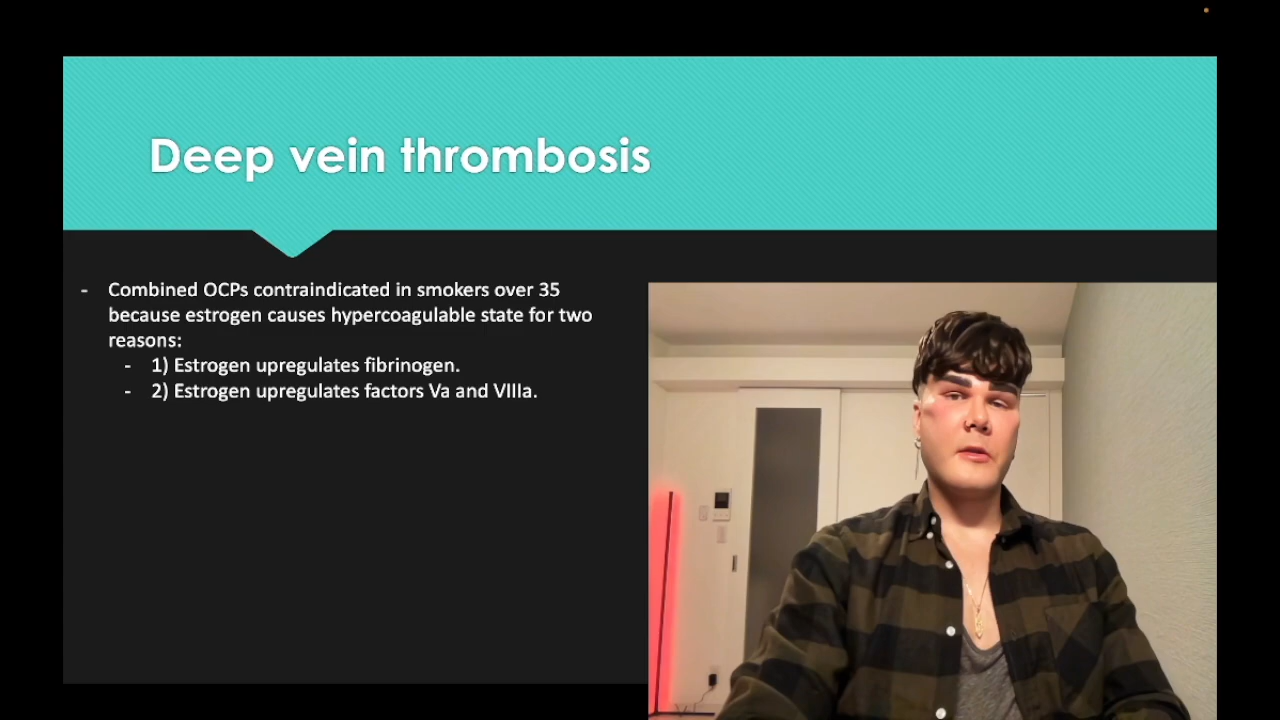 Deep vein thrombosis
- Combined OCPs contraindicated in smokers over 35
because estrogen causes hypercoagulable state for two
reasons:
- 1) Estrogen upregulates fibrinogen.
- 2) Estrogen upregulates factors Va and VIIIa.